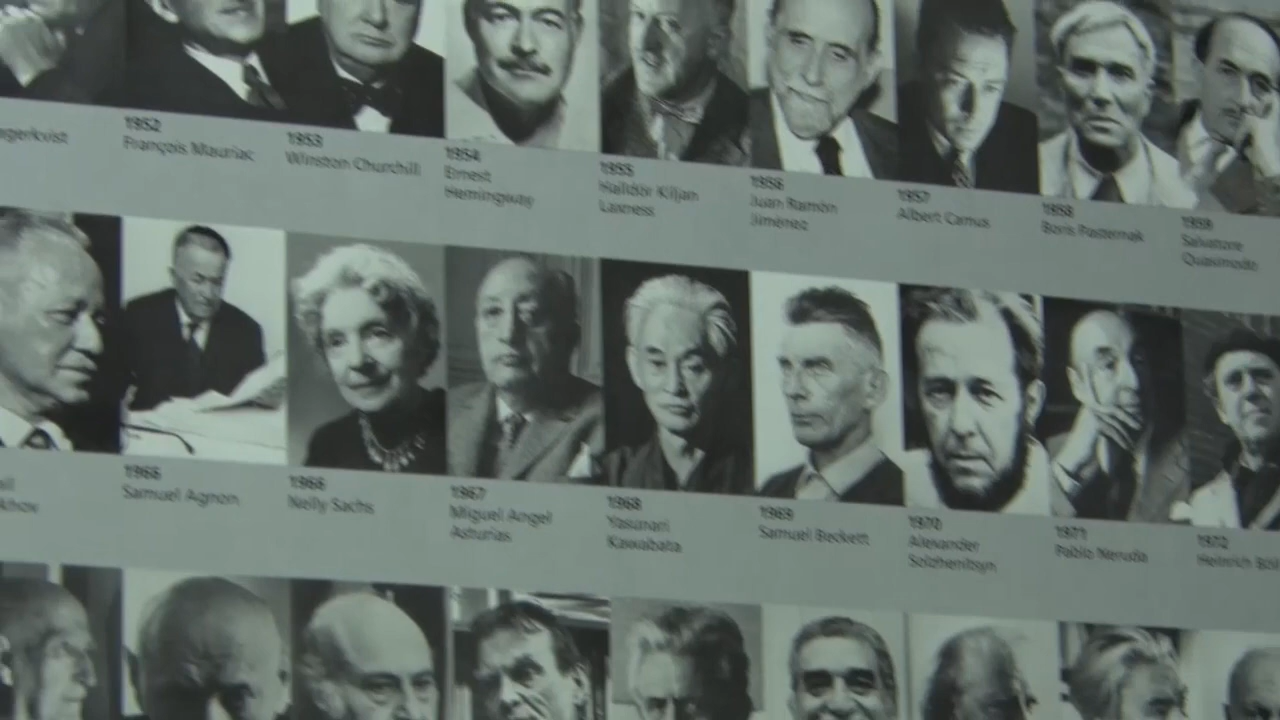 1952
François Mauriac
1953
Winston Churchill
1954
Ernest
Hemingway
1955
Halldór Kiljan
Laxness
1956
Juan Ramón
Jiménez
1957
Albert Camus
1958
Boris Pasternak
1959
Salvatore
Quasimodo
1966
Samuel Agnon
1966
Nelly Sachs
1967
Miguel Angel
Asturias
1968
Yasunari
Kawabata
1969
Samuel Beckett
1970
Alexander
Solzhenitsyn
1971
Pablo Neruda
1972
Heinrich Böl